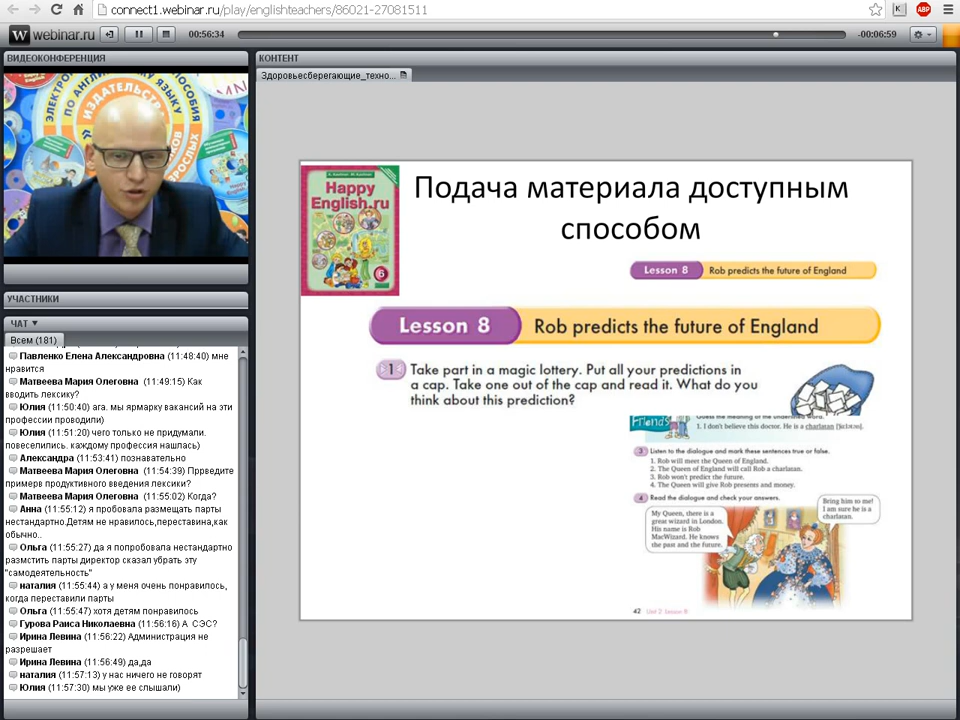 connect1.webinar.ru/play/englishteachers/86021-27081511
ABP
webinar.ru
00:56:34
-00:06:59
ВИДЕОКОНФЕРЕНЦИЯ
УЧАСТНИКИ
ЧАТ
Всем (181)
Павленко Елена Александровна (11:48:40) мне
нравится
Матвеева Мария Олеговна (11:49:15) Как
вводить лексику?
Юлия (11:50:40) ага. мы ярмарку вакансий на эти
профессии проводили)
Юлия (11:51:20) чего только не придумали.
повеселились. каждому профессия нашлась)
Александра (11:53:41) познавательно
Матвеева Мария Олеговна (11:54:39) Пррведите
примерв продуктивного введения лексики?
Матвеева Мария Олеговна (11:55:02) Когда?
Анна (11:55:12) я пробовала размещать парты
нестандартно.Детям не нравилось,переставина,как
обычно..
Ольга (11:55:27) да я попробовала нестандартно
размстить парты директор сказал убрать эту
"самодеятельность"
наталия (11:55:44) а у меня очень понравилось,
когда переставили парты
Ольга (11:55:47) хотя детям понравилось
Гурова Раиса Николаевна (11:56:16) А СЭС?
Ирина Левина (11:56:22) Администрация не
разрешает
Ирина Левина (11:56:49) да,да
наталия (11:57:13) у нас ничего не говорят
Юлия (11:57:30) мы уже ее слышали)
КОНТЕНТ
Здоровьесберегающие_техно...
Happy
English.ru
6
Подача материала доступным
способом
Lesson 8 Rob predicts the future of England
Lesson 8 Rob predicts the future of England
1 Take part in a magic lottery. Put all your predictions in
a cap. Take one out of the cap and read it. What do you
think about this prediction?
Friends
1. I don't believe this doctor. He is a charlatan
3 Listen to the dialogue and mark these sentences true or false.
1. Rob will meet the Queen of England.
2. The Queen of England will call Rob a charlatan.
3. Rob won't predict the future.
4. The Queen will give Rob presents and money.
4 Read the dialogue and check your answers.
My Queen, there is a
great wizard in London.
His name is Rob
MacWizard. He knows
the past and the future.
Bring him to me!
I am sure he is a
charlatan.
42 Unit 2 Lesson 8